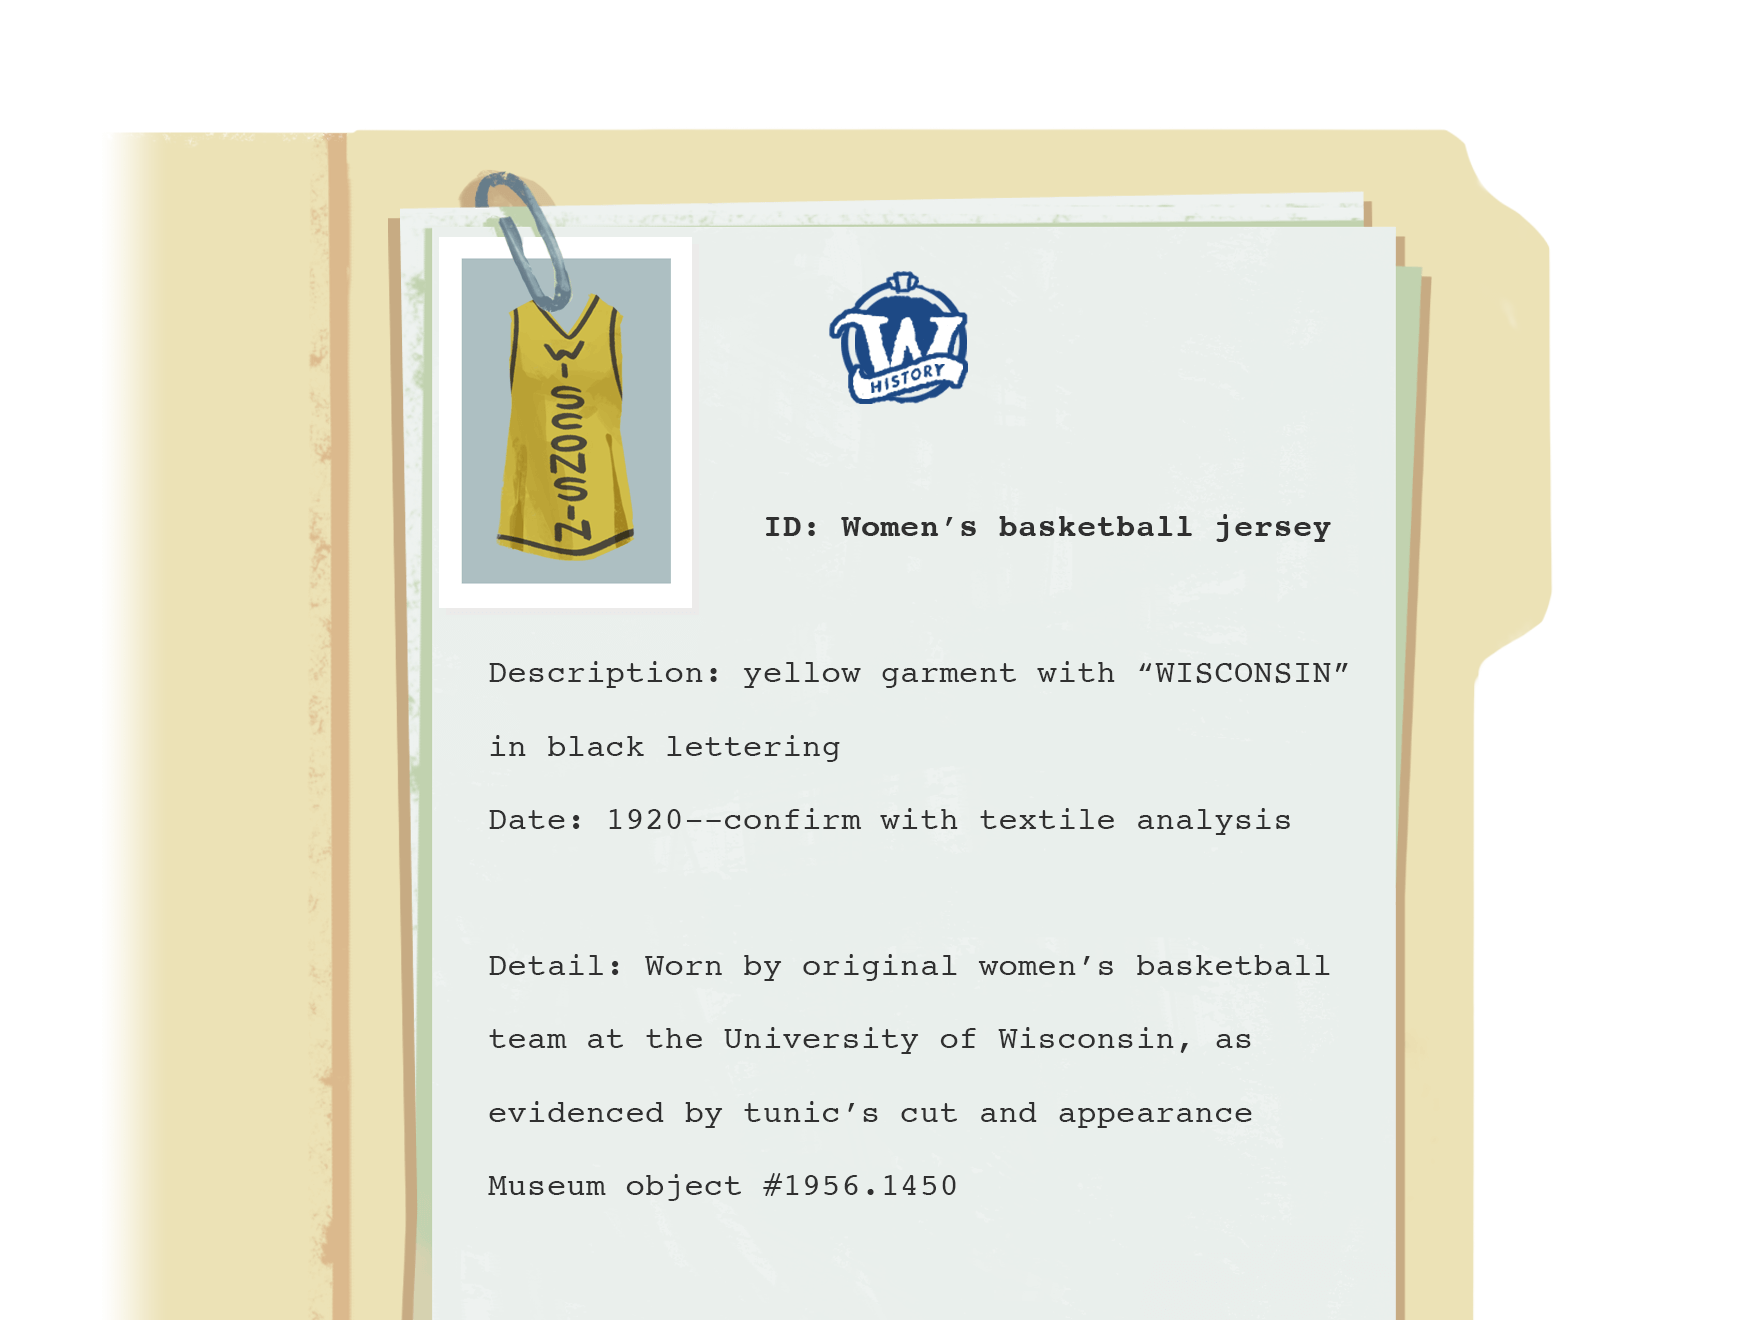 WISCONSIN
W
HISTORY
ID: Women’s basketball jersey
Description: yellow garment with “WISCONSIN”
in black lettering
Date: 1920--confirm with textile analysis
Detail: Worn by original women’s basketball
team at the University of Wisconsin, as
evidenced by tunic’s cut and appearance
Museum object #1956.1450